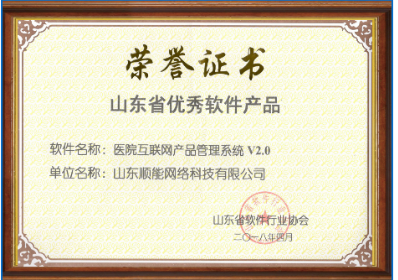 荣誉证书
山东省优秀软件产品
软件名称：医院互联网产品管理系统 V2.0
单位名称：山东顺能网络科技有限公司
山东省软件行业协会
二〇一八年四月